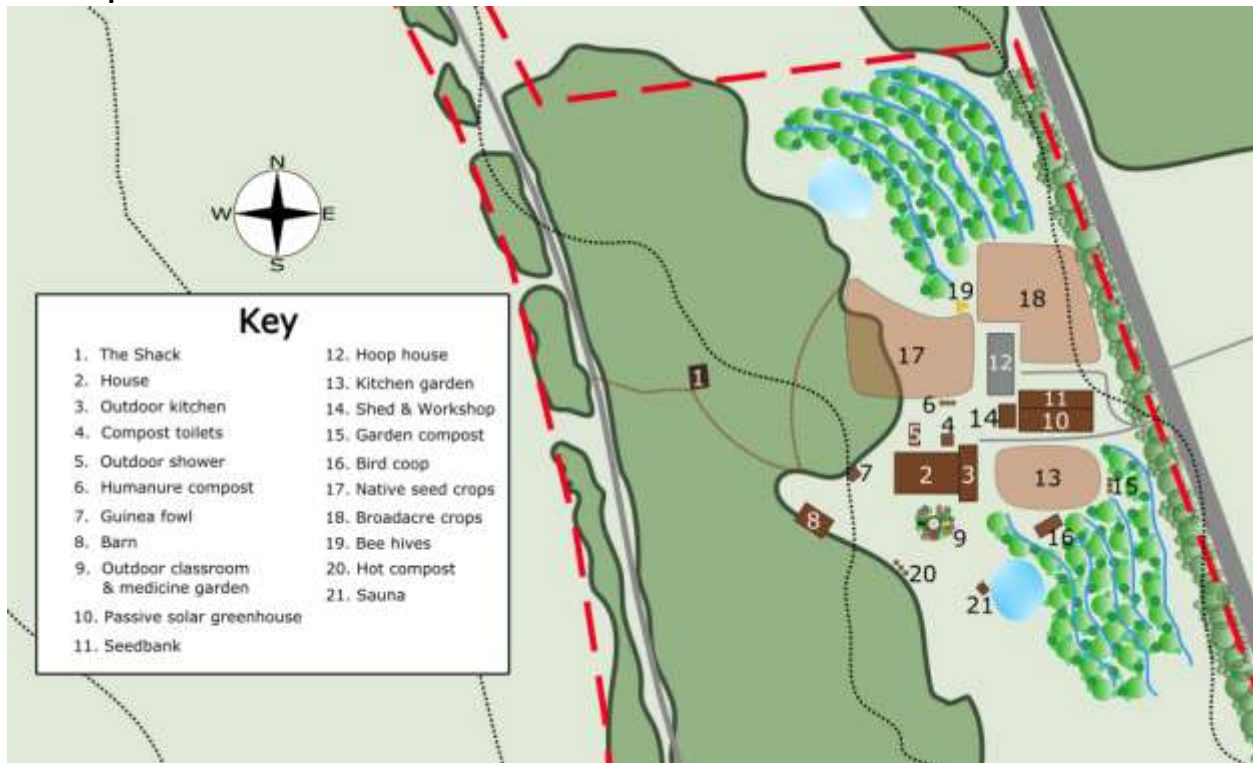 N
W E
S
Key
1. The Shack
2. House
3. Outdoor kitchen
4. Compost toilets
5. Outdoor shower
6. Humanure compost
7. Guinea fowl
8. Barn
9. Outdoor classroom
& medicine garden
10. Passive solar greenhouse
11. Seedbank
12. Hoop house
13. Kitchen garden
14. Shed & Workshop
15. Garden compost
16. Bird coop
17. Native seed crops
18. Broadacre crops
19. Bee hives
20. Hot compost
21. Sauna
19
18
17
12
1
6
11
14
10
5
4
7
2
3
13
15
8
9
16
20
21